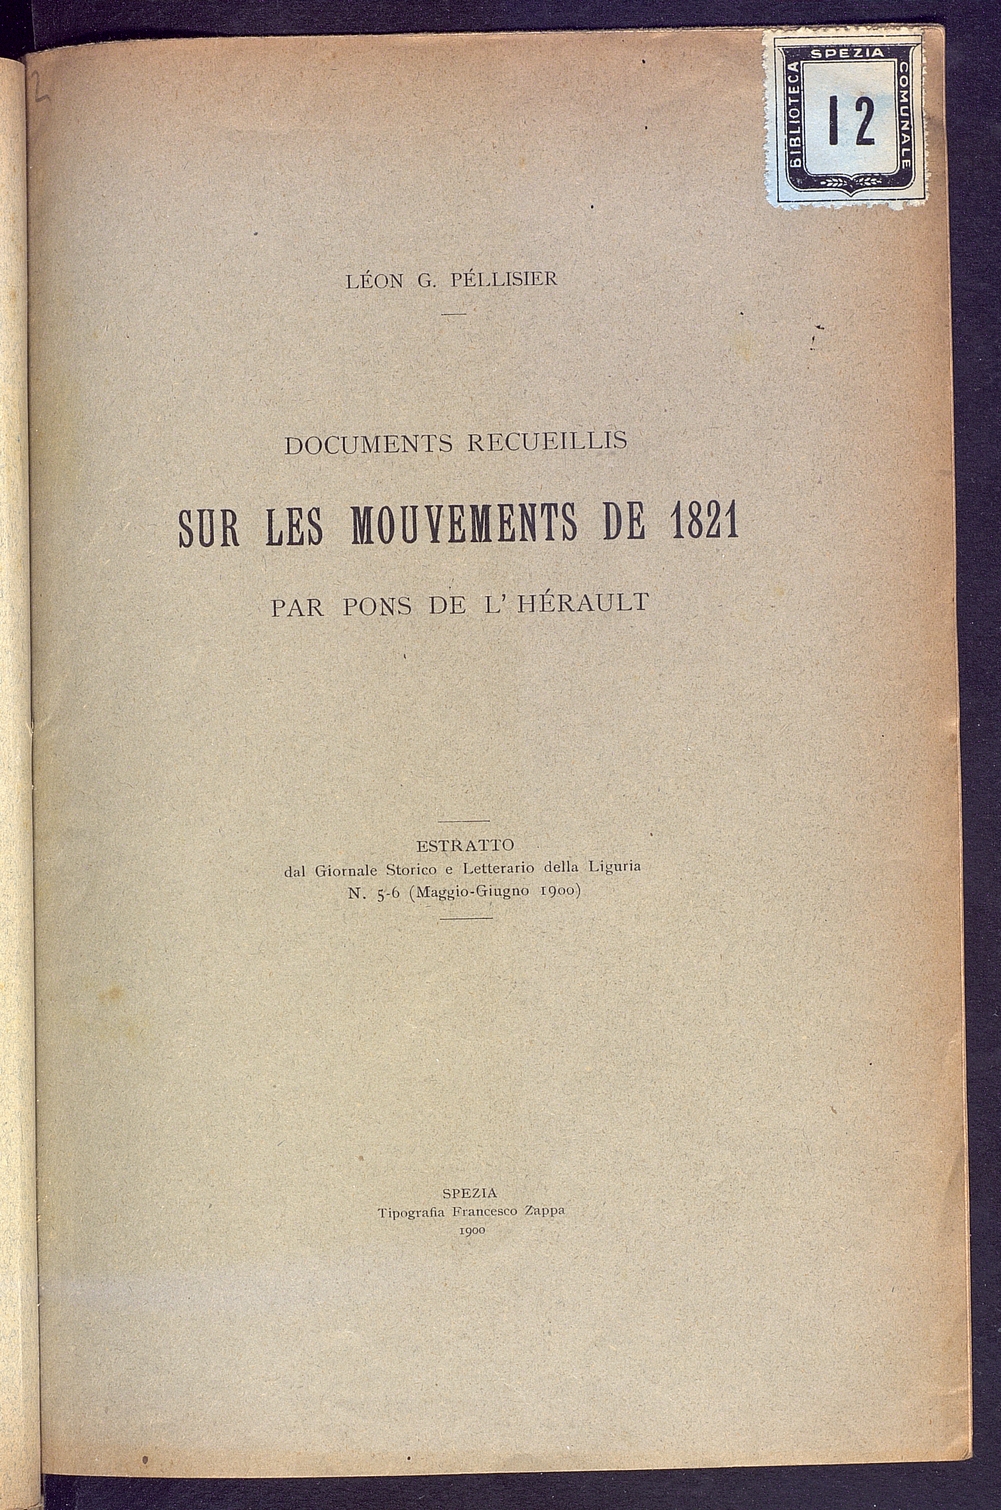 2
SPEZIA
BIBLIOTECA
COMUNALE
12
LÉON G. PÉLLISIER
DOCUMENTS RECUEILLIS
SUR LES MOUVEMENTS DE 1821
PAR PONS DE L' HÉRAULT
ESTRATTO
dal Giornale Storico e Letterario della Liguria
N. 5-6 (Maggio-Giugno 1900)
SPEZIA
Tipografia Francesco Zappa
1900